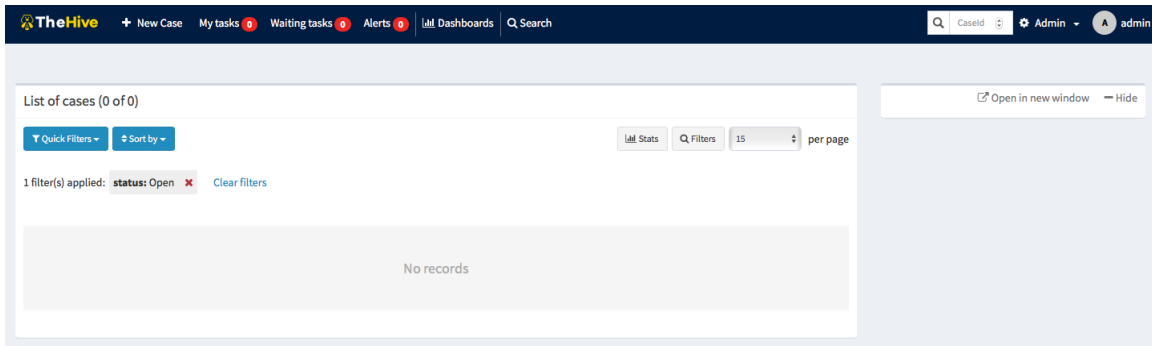 TheHive + New Case My tasks 0 Waiting tasks 0 Alerts 0 Dashboards Search CaseId Admin A admin
List of cases (0 of 0)
Open in new window Hide
Quick Filters Sort by Stats Filters 15 per page
1 filter(s) applied: status: Open Clear filters
No records